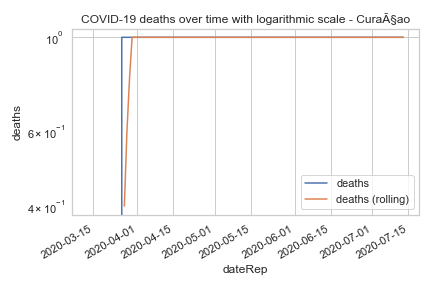 COVID-19 deaths over time with logarithmic scale - CuraÃ§ao
10⁰
6 × 10⁻¹
4 × 10⁻¹
deaths
deaths
deaths (rolling)
2020-03-15
2020-04-01
2020-04-15
2020-05-01
2020-05-15
2020-06-01
2020-06-15
2020-07-01
2020-07-15
dateRep